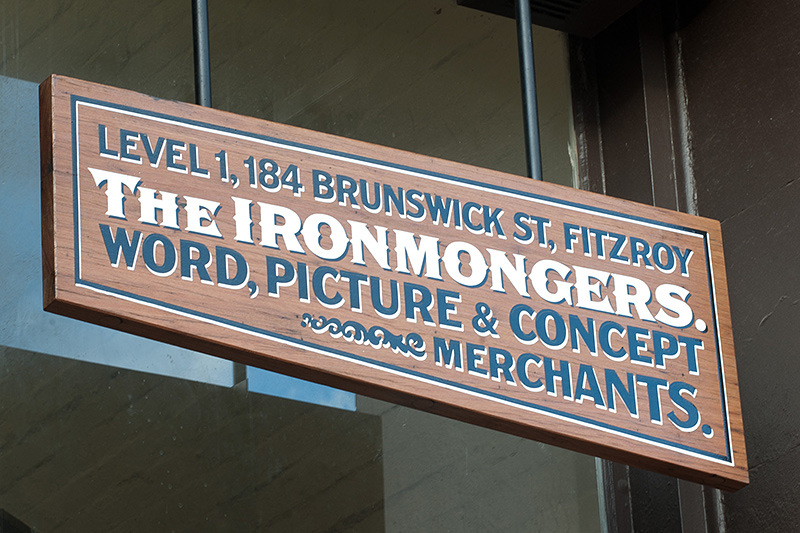 LEVEL 1, 184 BRUNSWICK ST, FITZROY
THE IRONMONGERS.
WORD, PICTURE & CONCEPT
MERCHANTS.